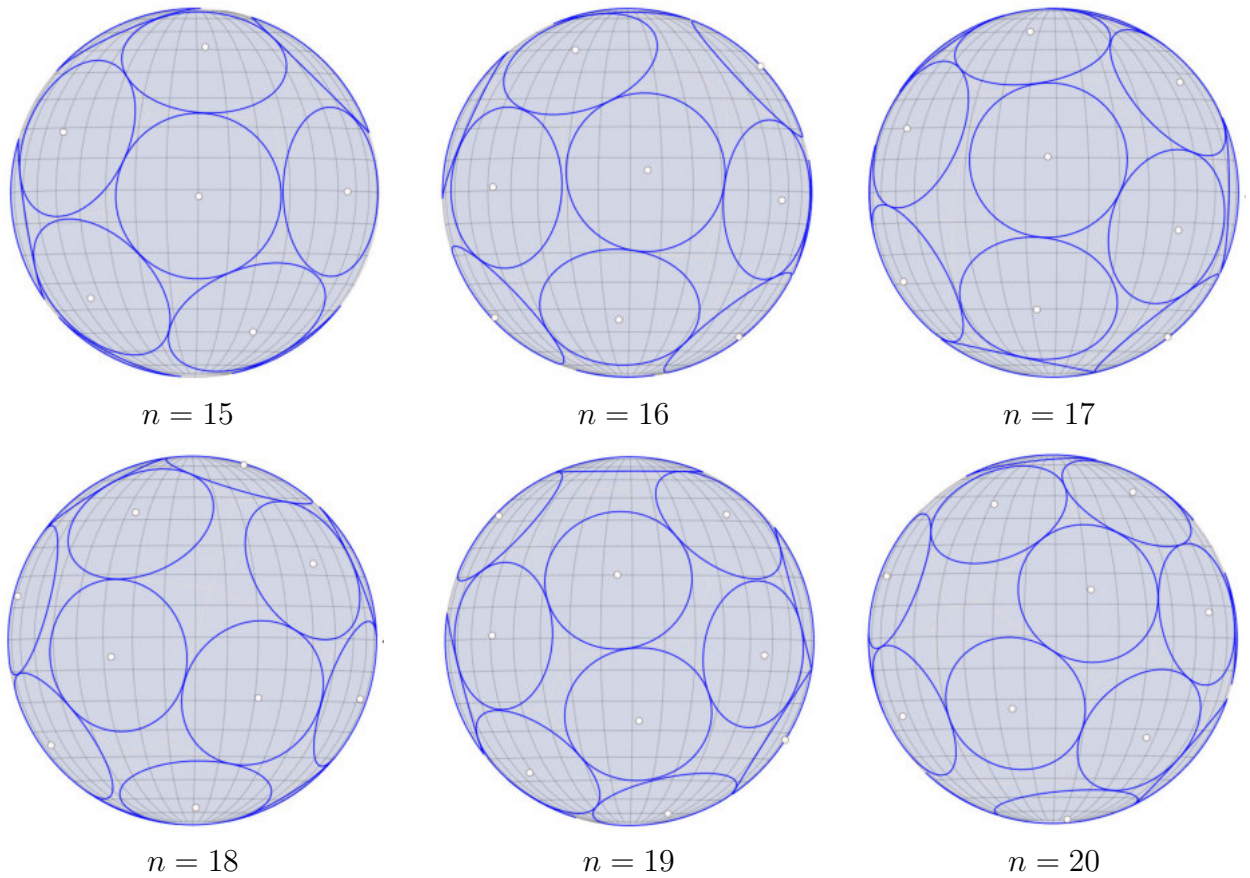 n = 15 n = 16 n = 17
n = 18 n = 19 n = 20